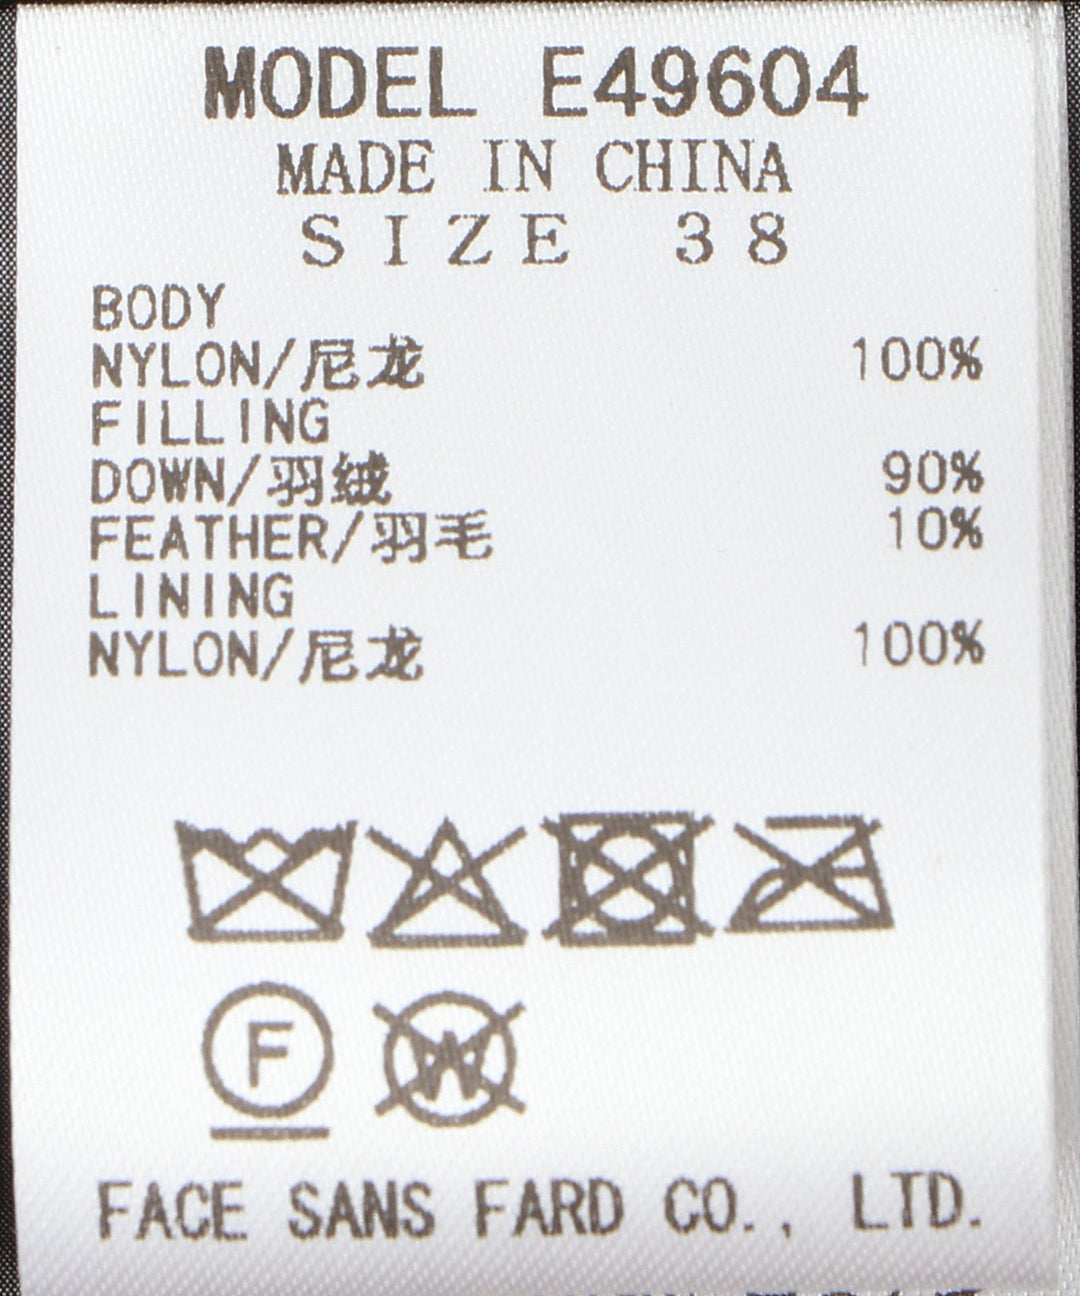 MODEL E49604
MADE IN CHINA
SIZE 38
BODY
NYLON/尼龙 100%
FILLING
DOWN/羽绒 90%
FEATHER/羽毛 10%
LINING
NYLON/尼龙 100%
F W
FACE SANS FARD CO., LTD.